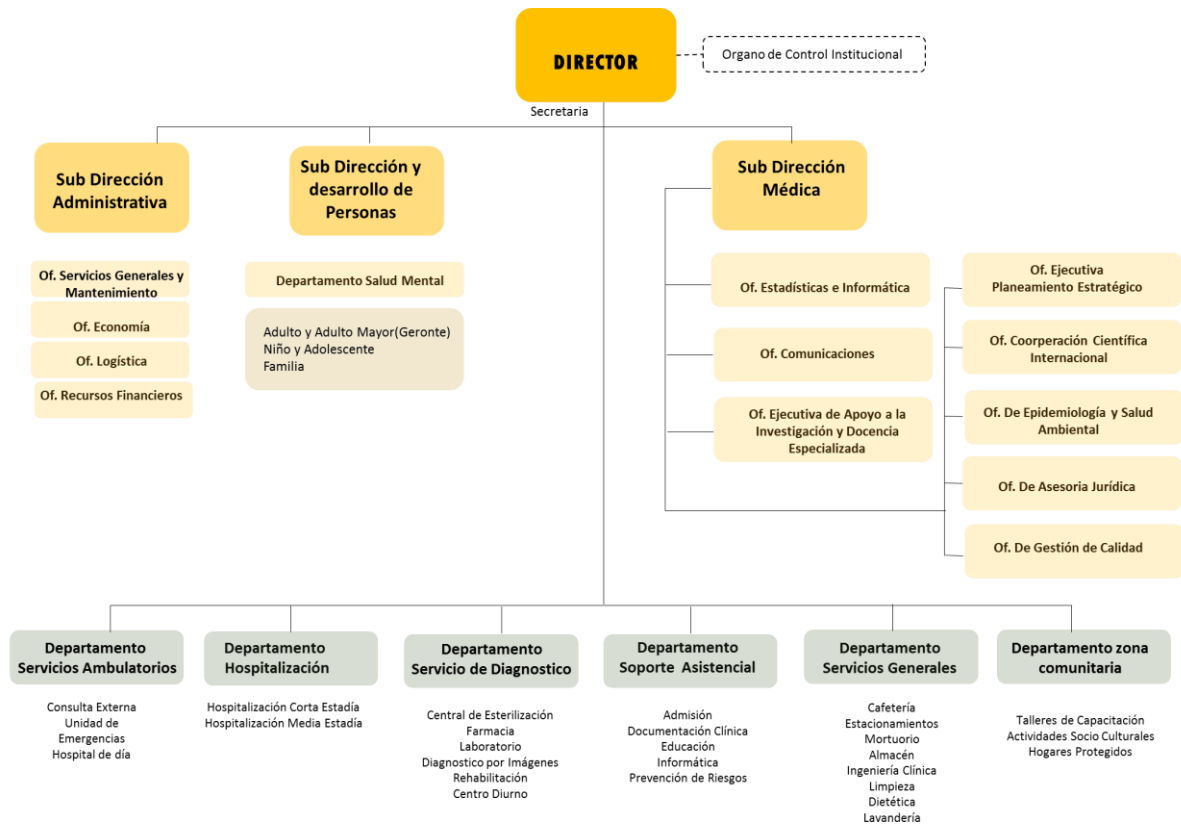 DIRECTOR
Organo de Control Institucional
Secretaria
Sub Dirección
Administrativa
Sub Dirección y
desarrollo de
Personas
Sub Dirección
Médica
Of. Servicios Generales y
Mantenimiento
Of. Economía
Of. Logística
Of. Recursos Financieros
Departamento Salud Mental
Adulto y Adulto Mayor(Geronte)
Niño y Adolescente
Familia
Of. Estadísticas e Informática
Of. Comunicaciones
Of. Ejecutiva de Apoyo a la
Investigación y Docencia
Especializada
Of. Ejecutiva
Planeamiento Estratégico
Of. Coorperación Científica
Internacional
Of. De Epidemiología y Salud
Ambiental
Of. De Asesoria Jurídica
Of. De Gestión de Calidad
Departamento
Servicios Ambulatorios
Consulta Externa
Unidad de
Emergencias
Hospital de día
Departamento
Hospitalización
Hospitalización Corta Estadía
Hospitalización Media Estadía
Departamento
Servicio de Diagnostico
Central de Esterilización
Farmacia
Laboratorio
Diagnostico por Imágenes
Rehabilitación
Centro Diurno
Departamento
Soporte Asistencial
Admisión
Documentación Clínica
Educación
Informática
Prevención de Riesgos
Departamento
Servicios Generales
Cafetería
Estacionamientos
Mortuorio
Almacén
Ingeniería Clínica
Limpieza
Dietética
Lavandería
Departamento zona
comunitaria
Talleres de Capacitación
Actividades Socio Culturales
Hogares Protegidos